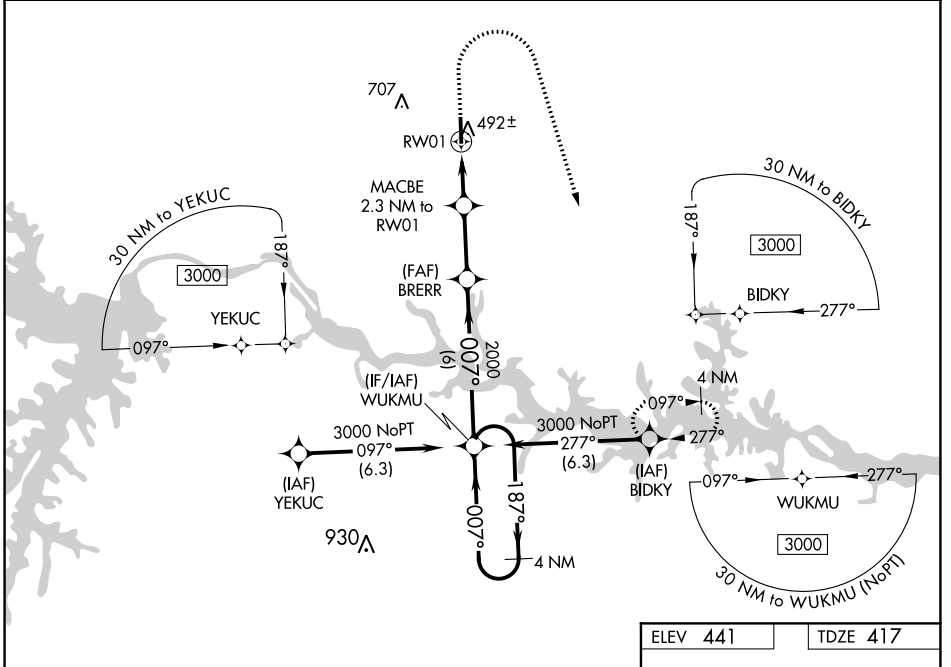 707
492±
RW01
MACBE
2.3 NM to
RW01
30 NM to YEKUC
187°
3000
YEKUC
097°
30 NM to BIDKY
187°
3000
BIDKY
277°
(FAF)
BRERR
2000
007°
(6)
(IF/IAF)
WUKMU
4 NM
097°
277°
3000 NoPT
097°
(6.3)
3000 NoPT
277°
(6.3)
(IAF)
YEKUC
(IAF)
BIDKY
007°
187°
4 NM
930
097°
277°
WUKMU
3000
30 NM to WUKMU (NoPT)
ELEV 441
TDZE 417